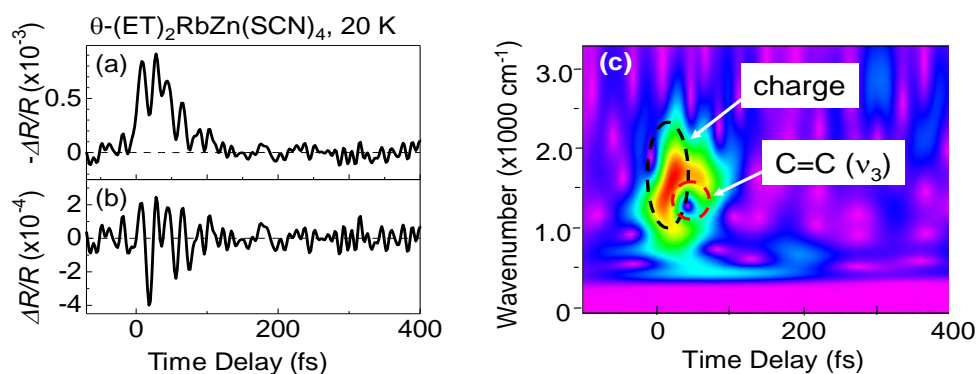 θ-(ET)₂RbZn(SCN)₄, 20 K
(a)
-ΔR/R (x10⁻³)
0.5
0
(b)
ΔR/R (x10⁻⁴)
2
0
-2
-4
0 200 400
Time Delay (fs)
(c)
charge
C=C (ν₃)
Wavenumber (x1000 cm⁻¹)
3.0
2.0
1.0
0
0 200 400
Time Delay (fs)